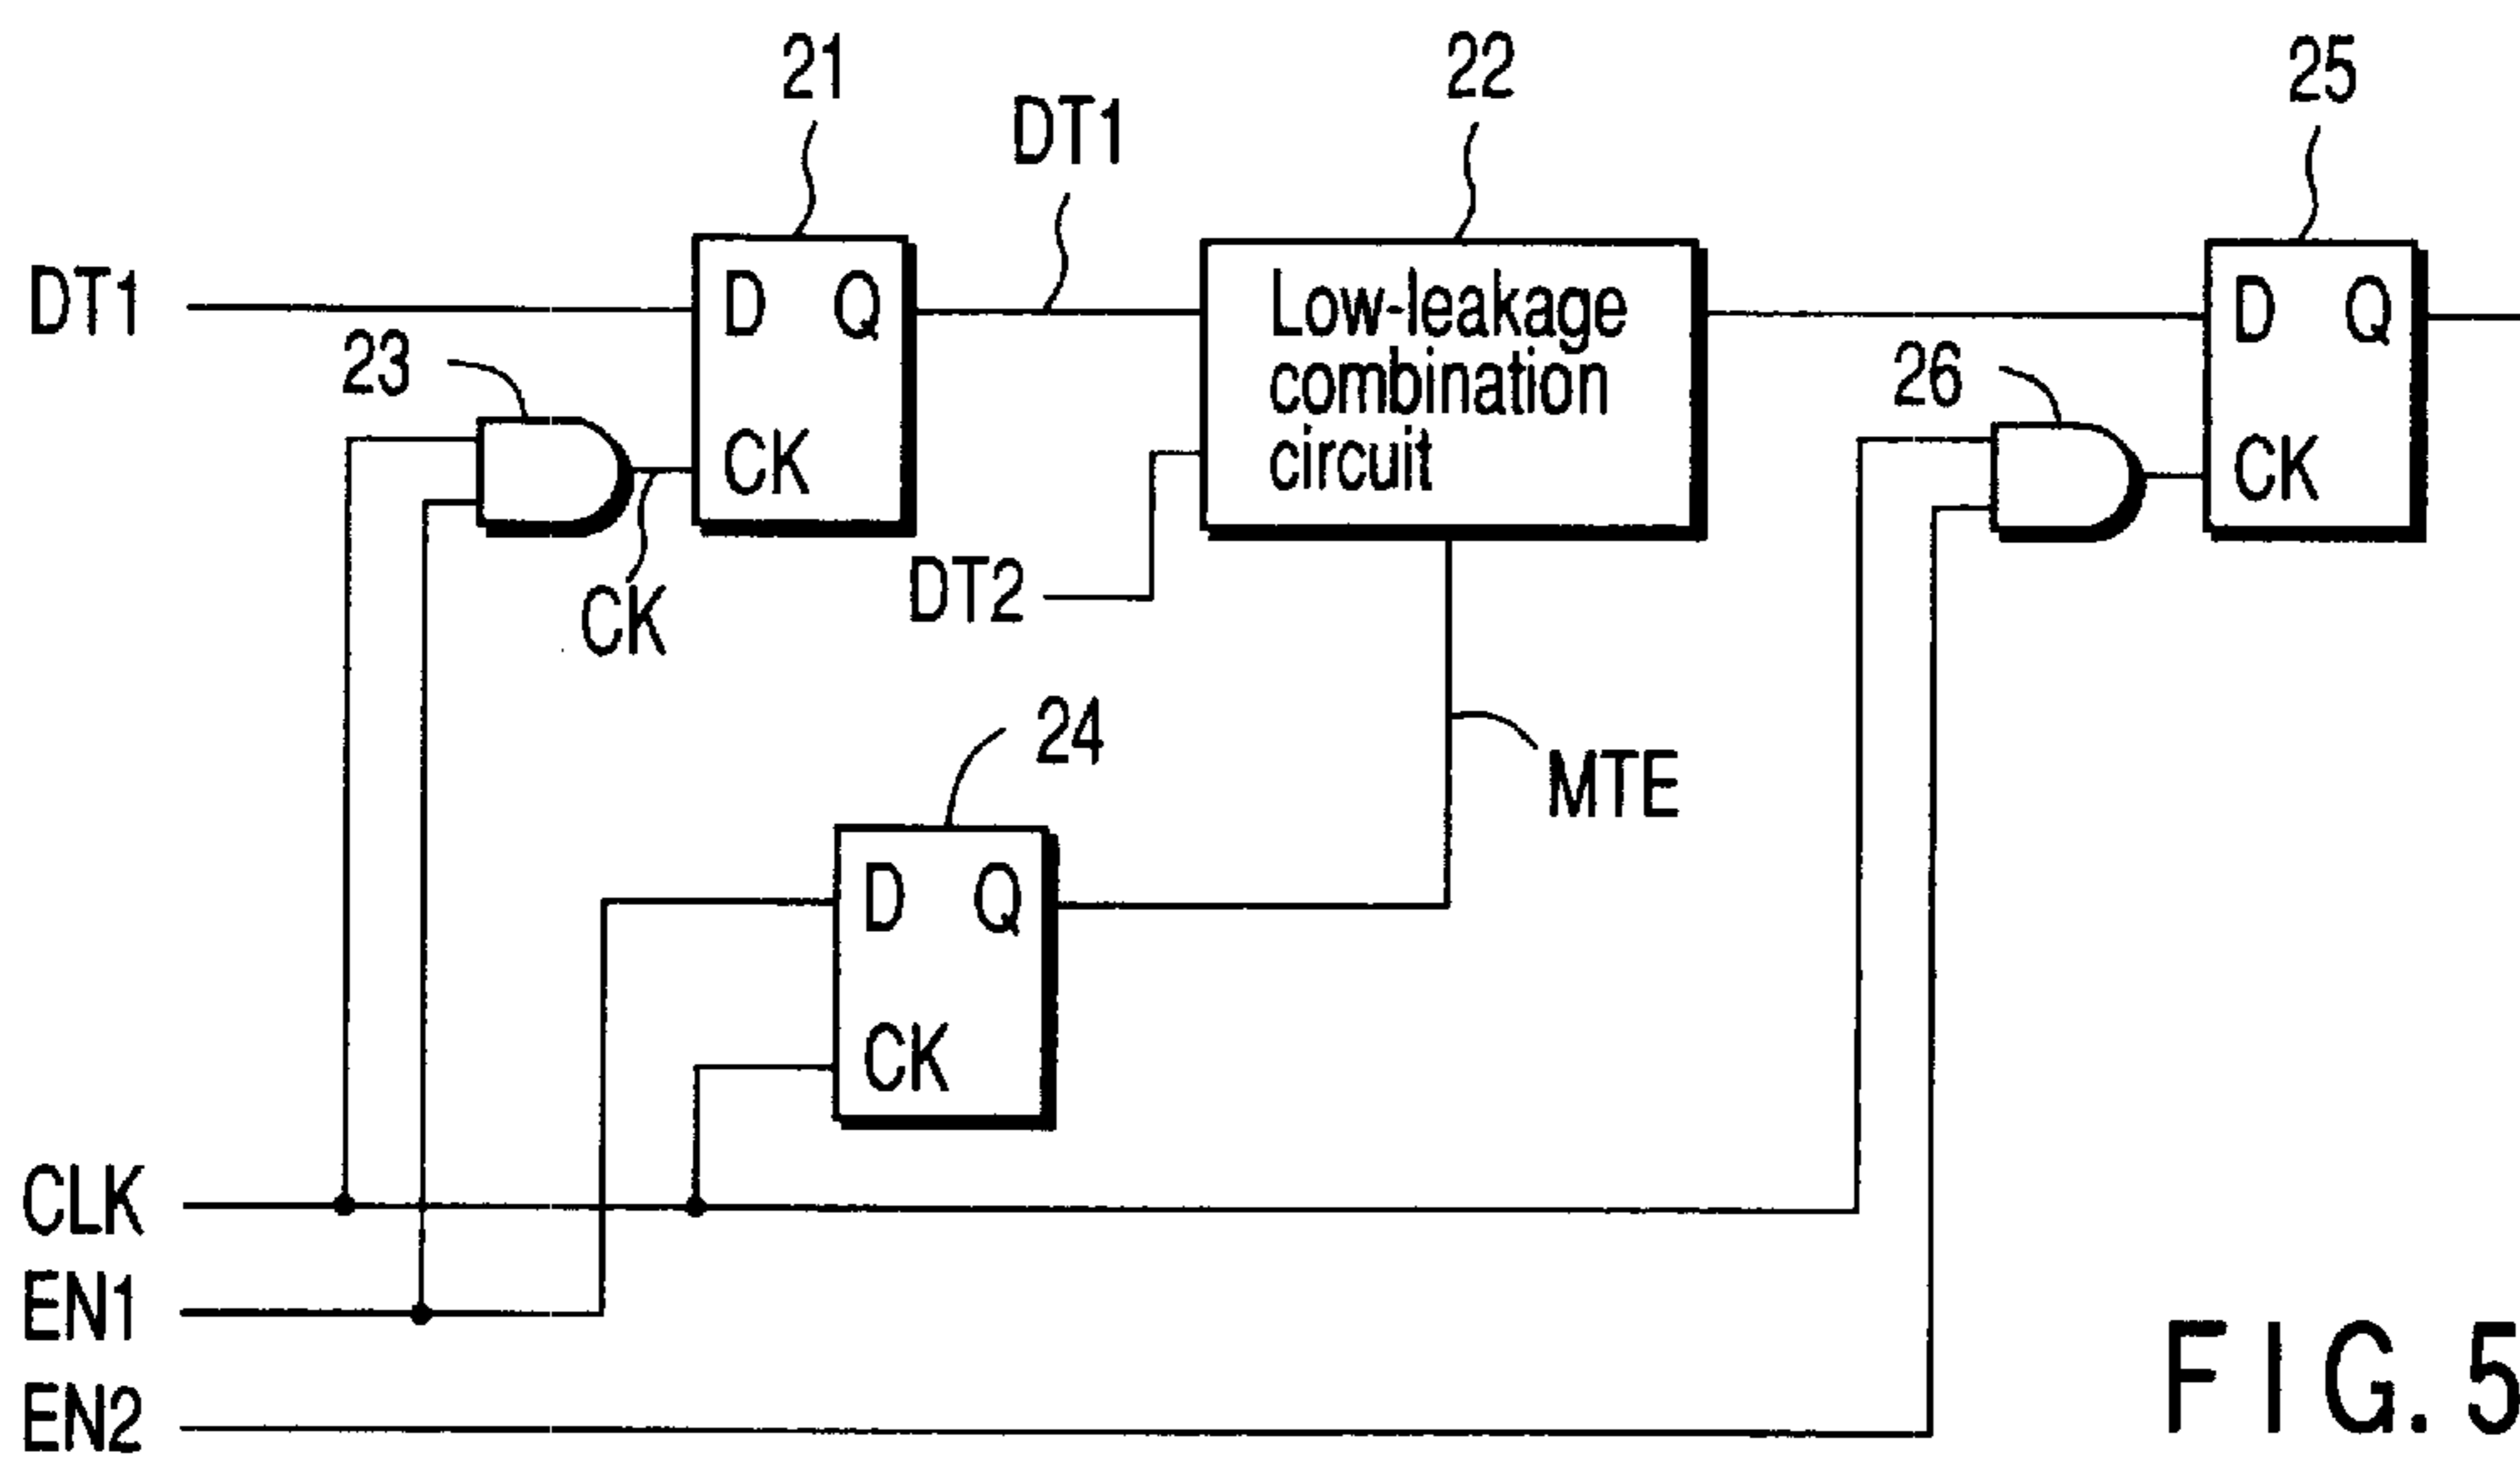 21
22
25
DT1
DT1
D Q
Low-leakage
combination
circuit
D Q
23
26
CK
CK
CK
DT2
24
MTE
D Q
CK
CLK
EN1
EN2
FIG. 5